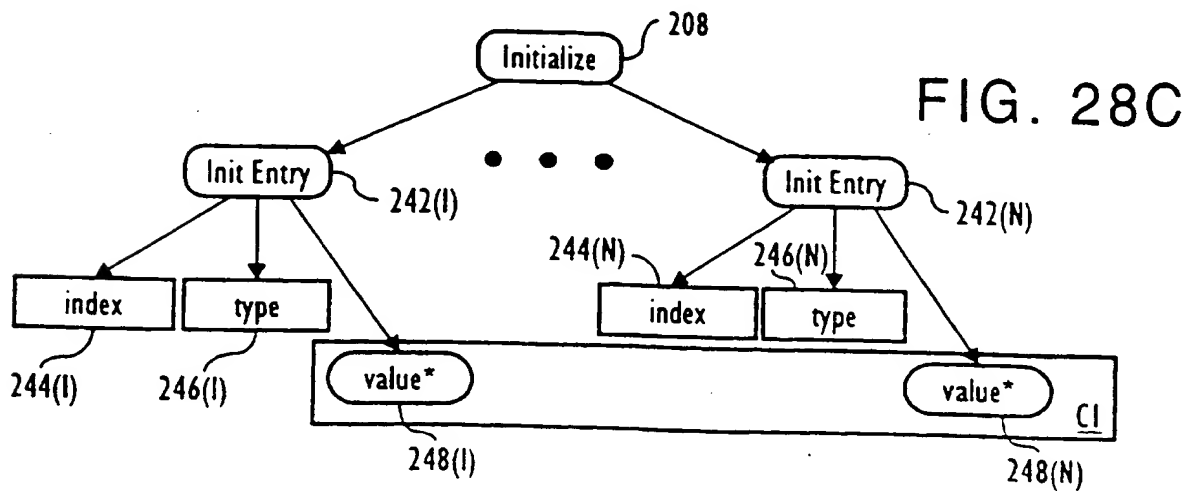 208
Initialize
FIG. 28C
Init Entry
242(I)
Init Entry
242(N)
244(N)
246(N)
index
type
index
type
244(I)
246(I)
value*
value*
CI
248(I)
248(N)